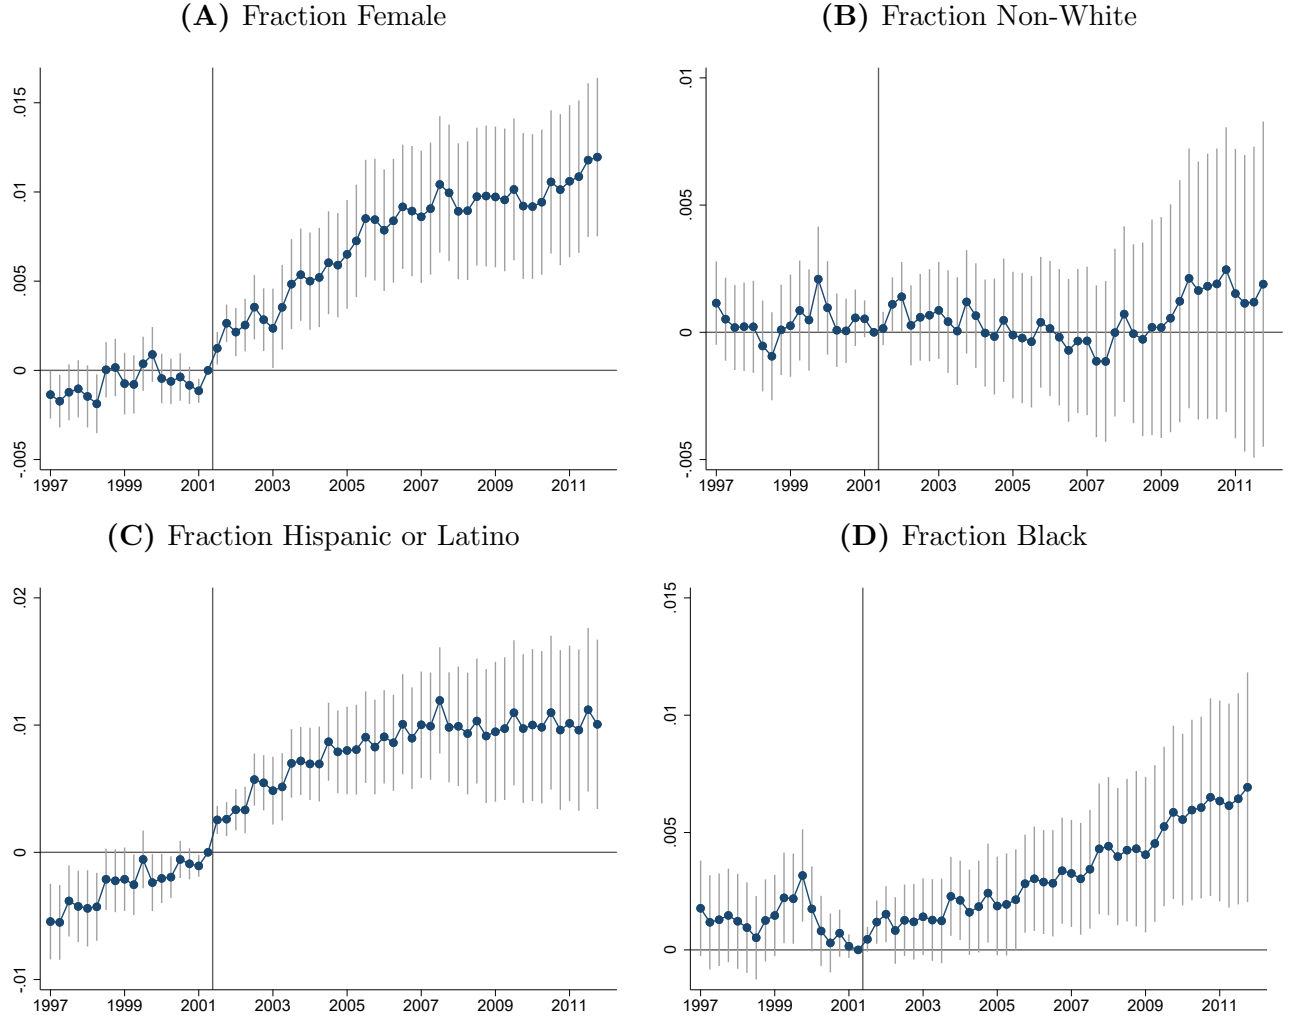 (A) Fraction Female
.015
.01
.005
0
-.005
1997 1999 2001 2003 2005 2007 2009 2011
(B) Fraction Non-White
.01
.005
0
-.005
1997 1999 2001 2003 2005 2007 2009 2011
(C) Fraction Hispanic or Latino
.02
.01
0
-.01
1997 1999 2001 2003 2005 2007 2009 2011
(D) Fraction Black
.015
.01
.005
0
1997 1999 2001 2003 2005 2007 2009 2011